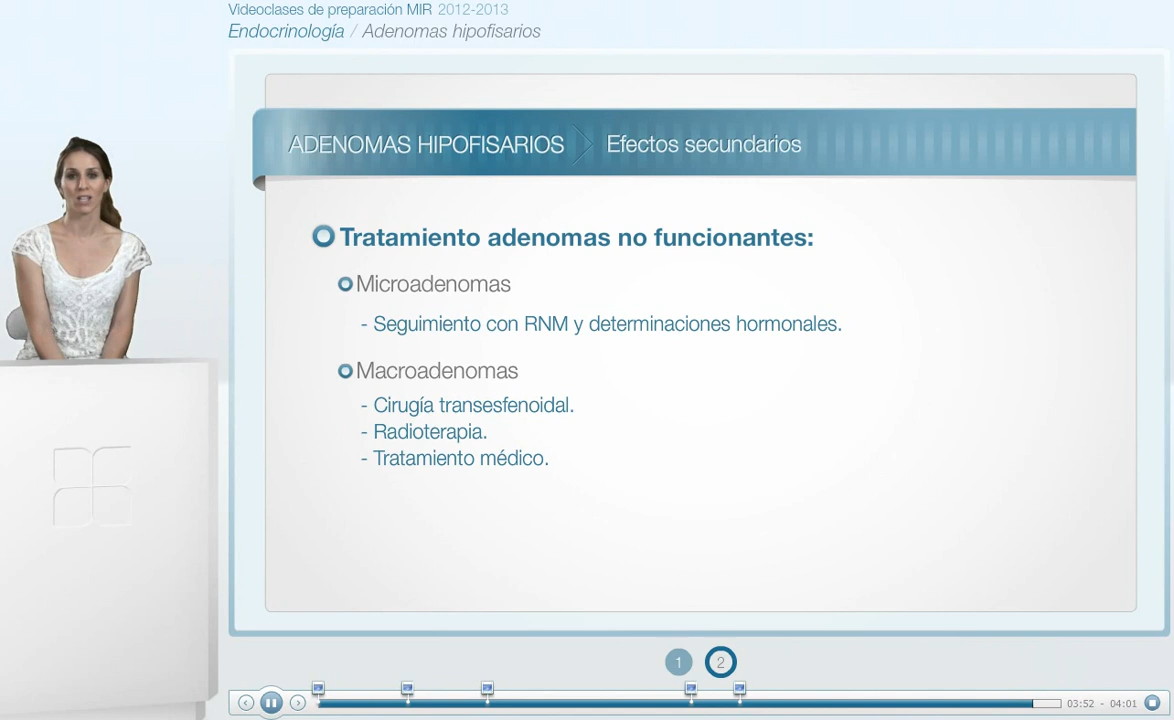 Videoclases de preparación MIR 2012-2013
Endocrinología / Adenomas hipofisarios
ADENOMAS HIPOFISARIOS Efectos secundarios
Tratamiento adenomas no funcionantes:
Microadenomas
- Seguimiento con RNM y determinaciones hormonales.
Macroadenomas
- Cirugía transesfenoidal.
- Radioterapia.
- Tratamiento médico.
1 2
03:52 - 04:01